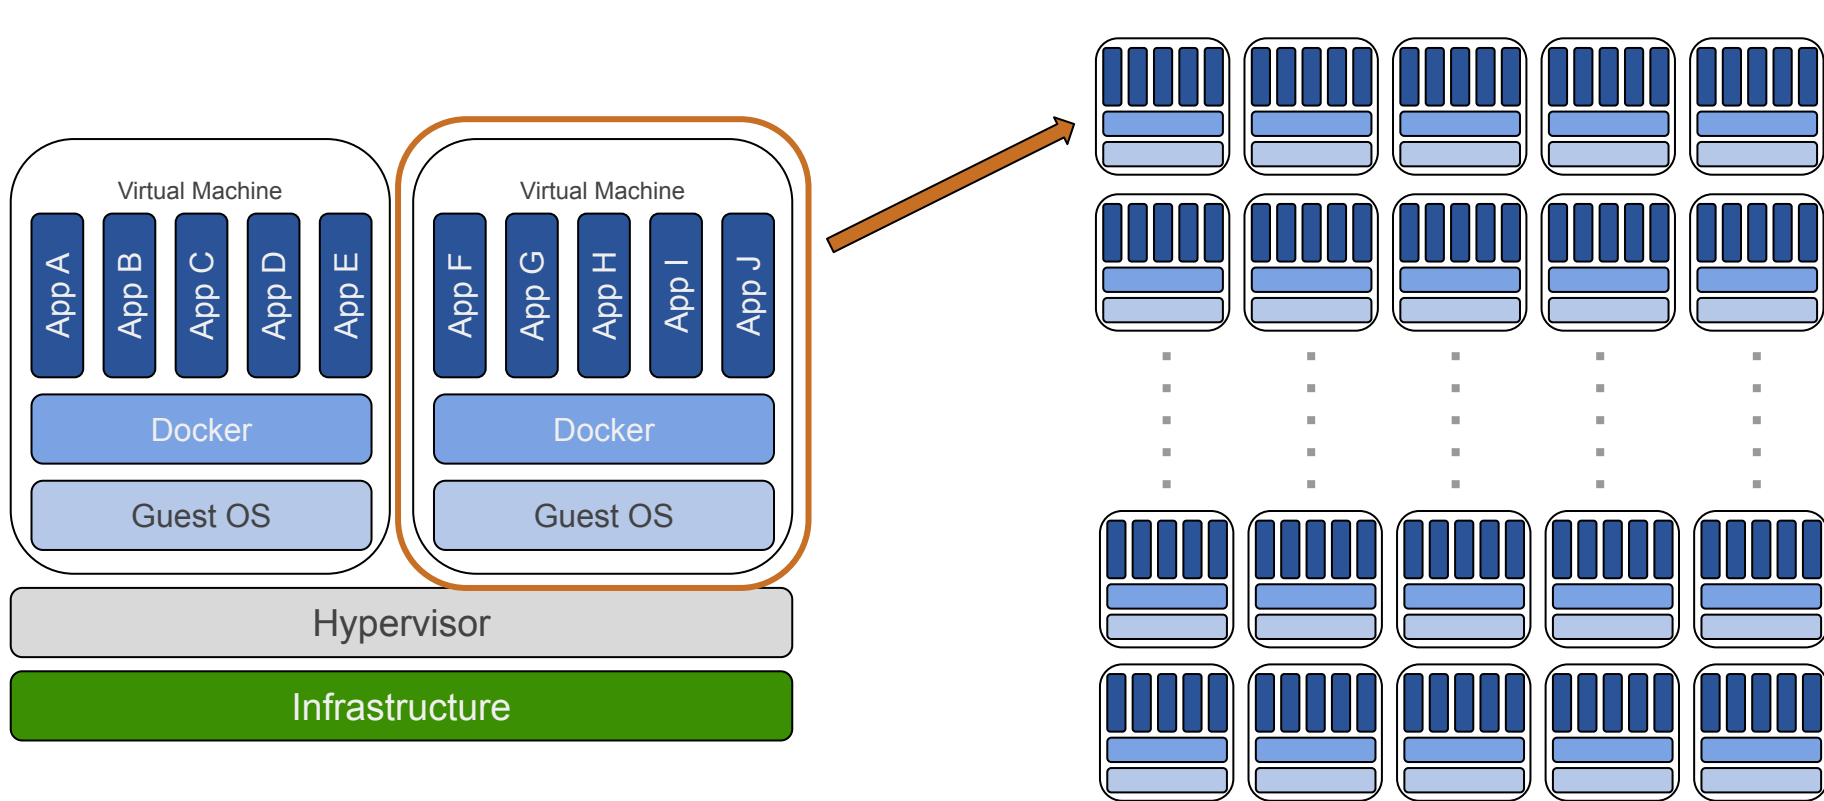 Virtual Machine
App A
App B
App C
App D
App E
Docker
Guest OS
Virtual Machine
App F
App G
App H
App I
App J
Docker
Guest OS
Hypervisor
Infrastructure